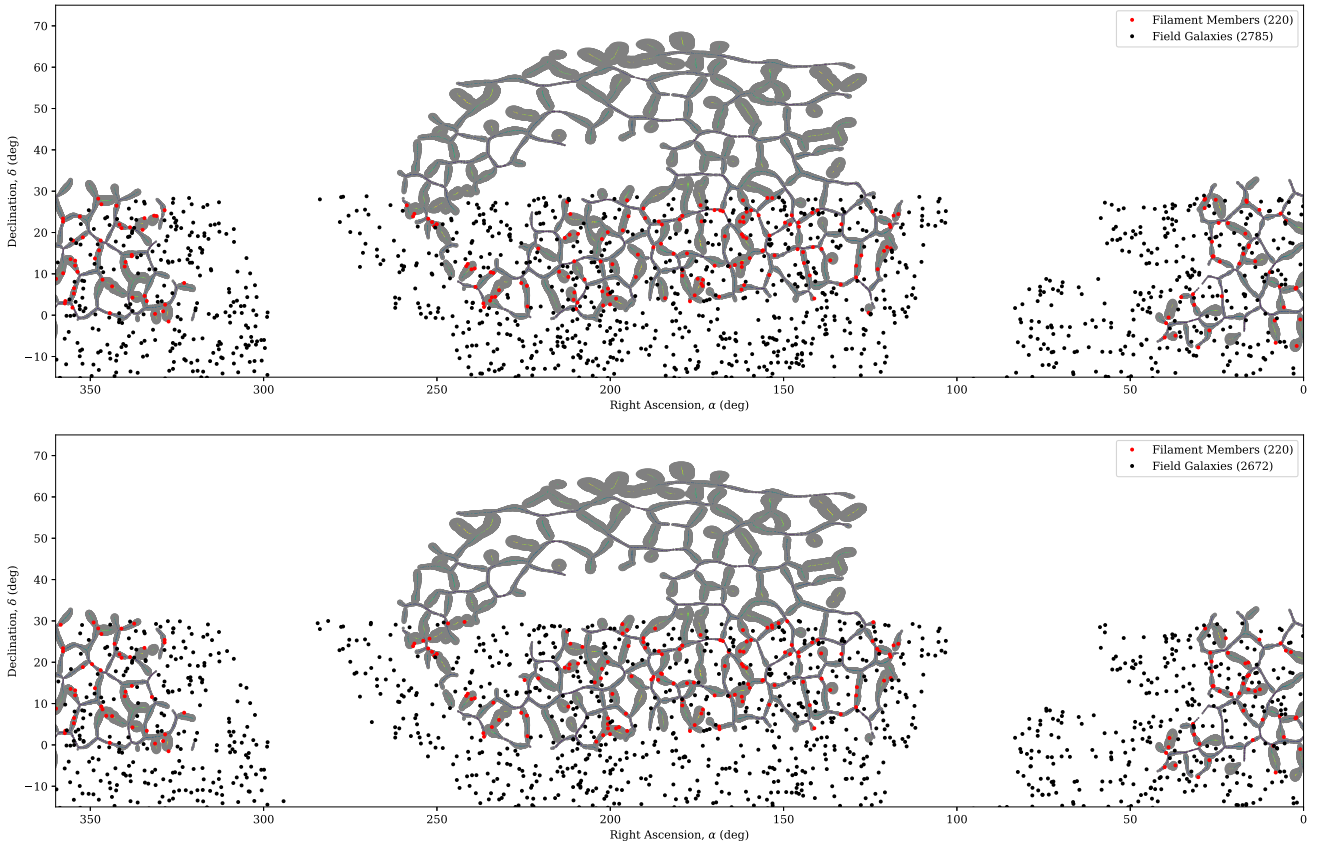 70
60
50
40
30
20
10
0
−10
Declination, δ (deg)
Filament Members (220)
Field Galaxies (2785)
350 300 250 200 150 100 50 0
Right Ascension, α (deg)
70
60
50
40
30
20
10
0
−10
Declination, δ (deg)
Filament Members (220)
Field Galaxies (2672)
350 300 250 200 150 100 50 0
Right Ascension, α (deg)